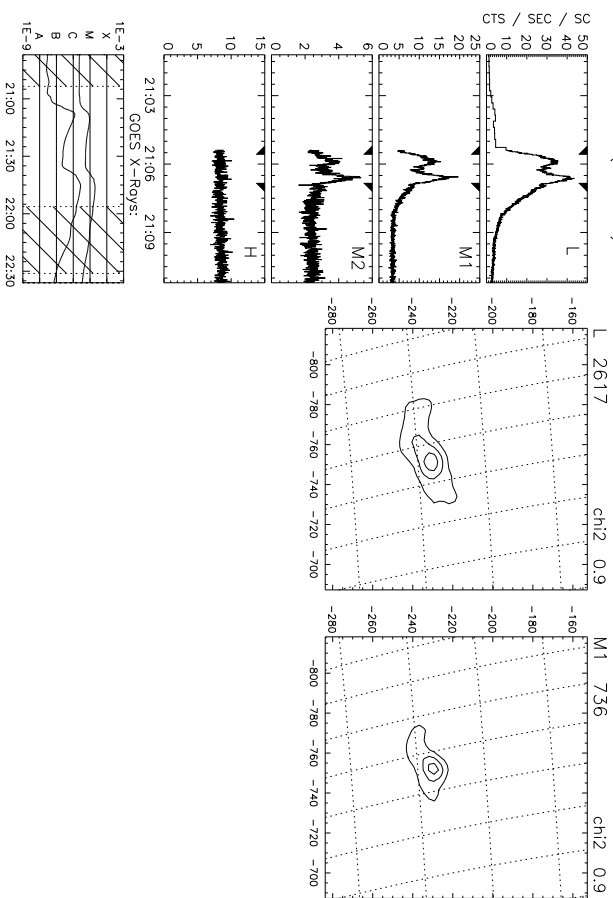 CTS / SEC / SC
0 10 20 30 40 50
L
0 5 10 15 20 25
M1
0 2 4 6
M2
0 5 10 15
H
21:03 21:06 21:09
GOES X-Rays:
1E-3
X
M
C
B
A
1E-9
21:00 21:30 22:00 22:30
L 2617 chi2 0.9
-160
-180
-200
-220
-240
-260
-280
-800 -780 -760 -740 -720 -700
M1 736 chi2 0.9
-160
-180
-200
-220
-240
-260
-280
-800 -780 -760 -740 -720 -700